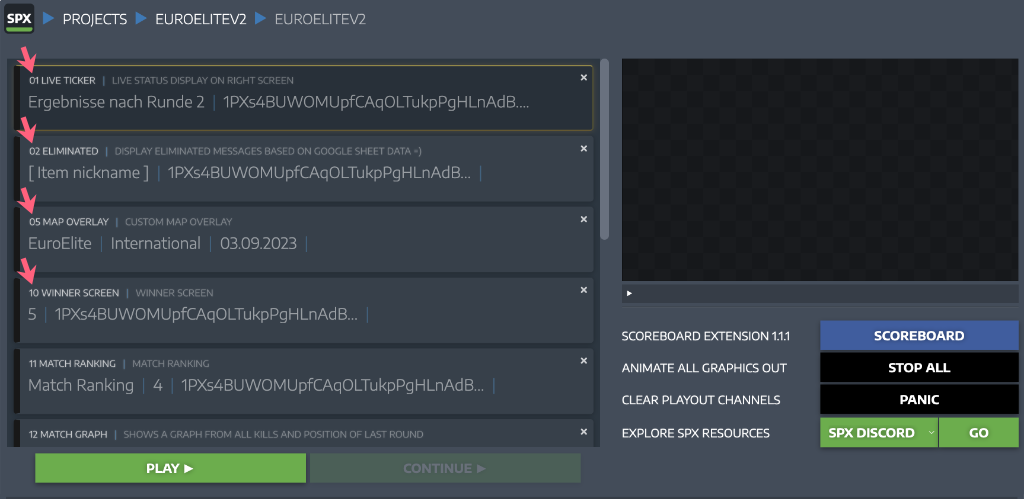 SPX PROJECTS EUROELITEV2 EUROELITEV2
01 LIVE TICKER | LIVE STATUS DISPLAY ON RIGHT SCREEN ×
Ergebnisse nach Runde 2 | 1PXs4BUWOMUpfCAqOLTukpPgHLnAdB....
02 ELIMINATED | DISPLAY ELIMINATED MESSAGES BASED ON GOOGLE SHEET DATA =) ×
[ Item nickname ] | 1PXs4BUWOMUpfCAqOLTukpPgHLnAdB... |
05 MAP OVERLAY | CUSTOM MAP OVERLAY ×
EuroElite | International | 03.09.2023 |
10 WINNER SCREEN | WINNER SCREEN ×
5 | 1PXs4BUWOMUpfCAqOLTukpPgHLnAdB... |
11 MATCH RANKING | MATCH RANKING ×
Match Ranking | 4 | 1PXs4BUWOMUpfCAqOLTukpPgHLnAdB... |
12 MATCH GRAPH | SHOWS A GRAPH FROM ALL KILLS AND POSITION OF LAST ROUND ×
PLAY ▶ CONTINUE ▶
SCOREBOARD EXTENSION 1.1.1 SCOREBOARD
ANIMATE ALL GRAPHICS OUT STOP ALL
CLEAR PLAYOUT CHANNELS PANIC
EXPLORE SPX RESOURCES SPX DISCORD GO